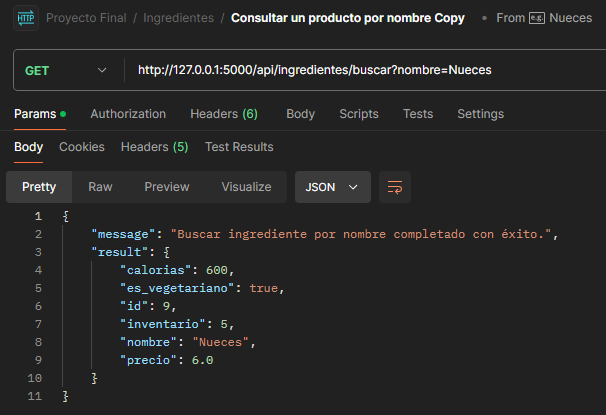 HTTP Proyecto Final / Ingredientes / Consultar un producto por nombre Copy • From e.g. Nueces
GET http://127.0.0.1:5000/api/ingredientes/buscar?nombre=Nueces
Params Authorization Headers (6) Body Scripts Tests Settings
Body Cookies Headers (5) Test Results
Pretty Raw Preview Visualize JSON
1 {
2 "message": "Buscar ingrediente por nombre completado con éxito.",
3 "result": {
4 "calorias": 600,
5 "es_vegetariano": true,
6 "id": 9,
7 "inventario": 5,
8 "nombre": "Nueces",
9 "precio": 6.0
10 }
11 }